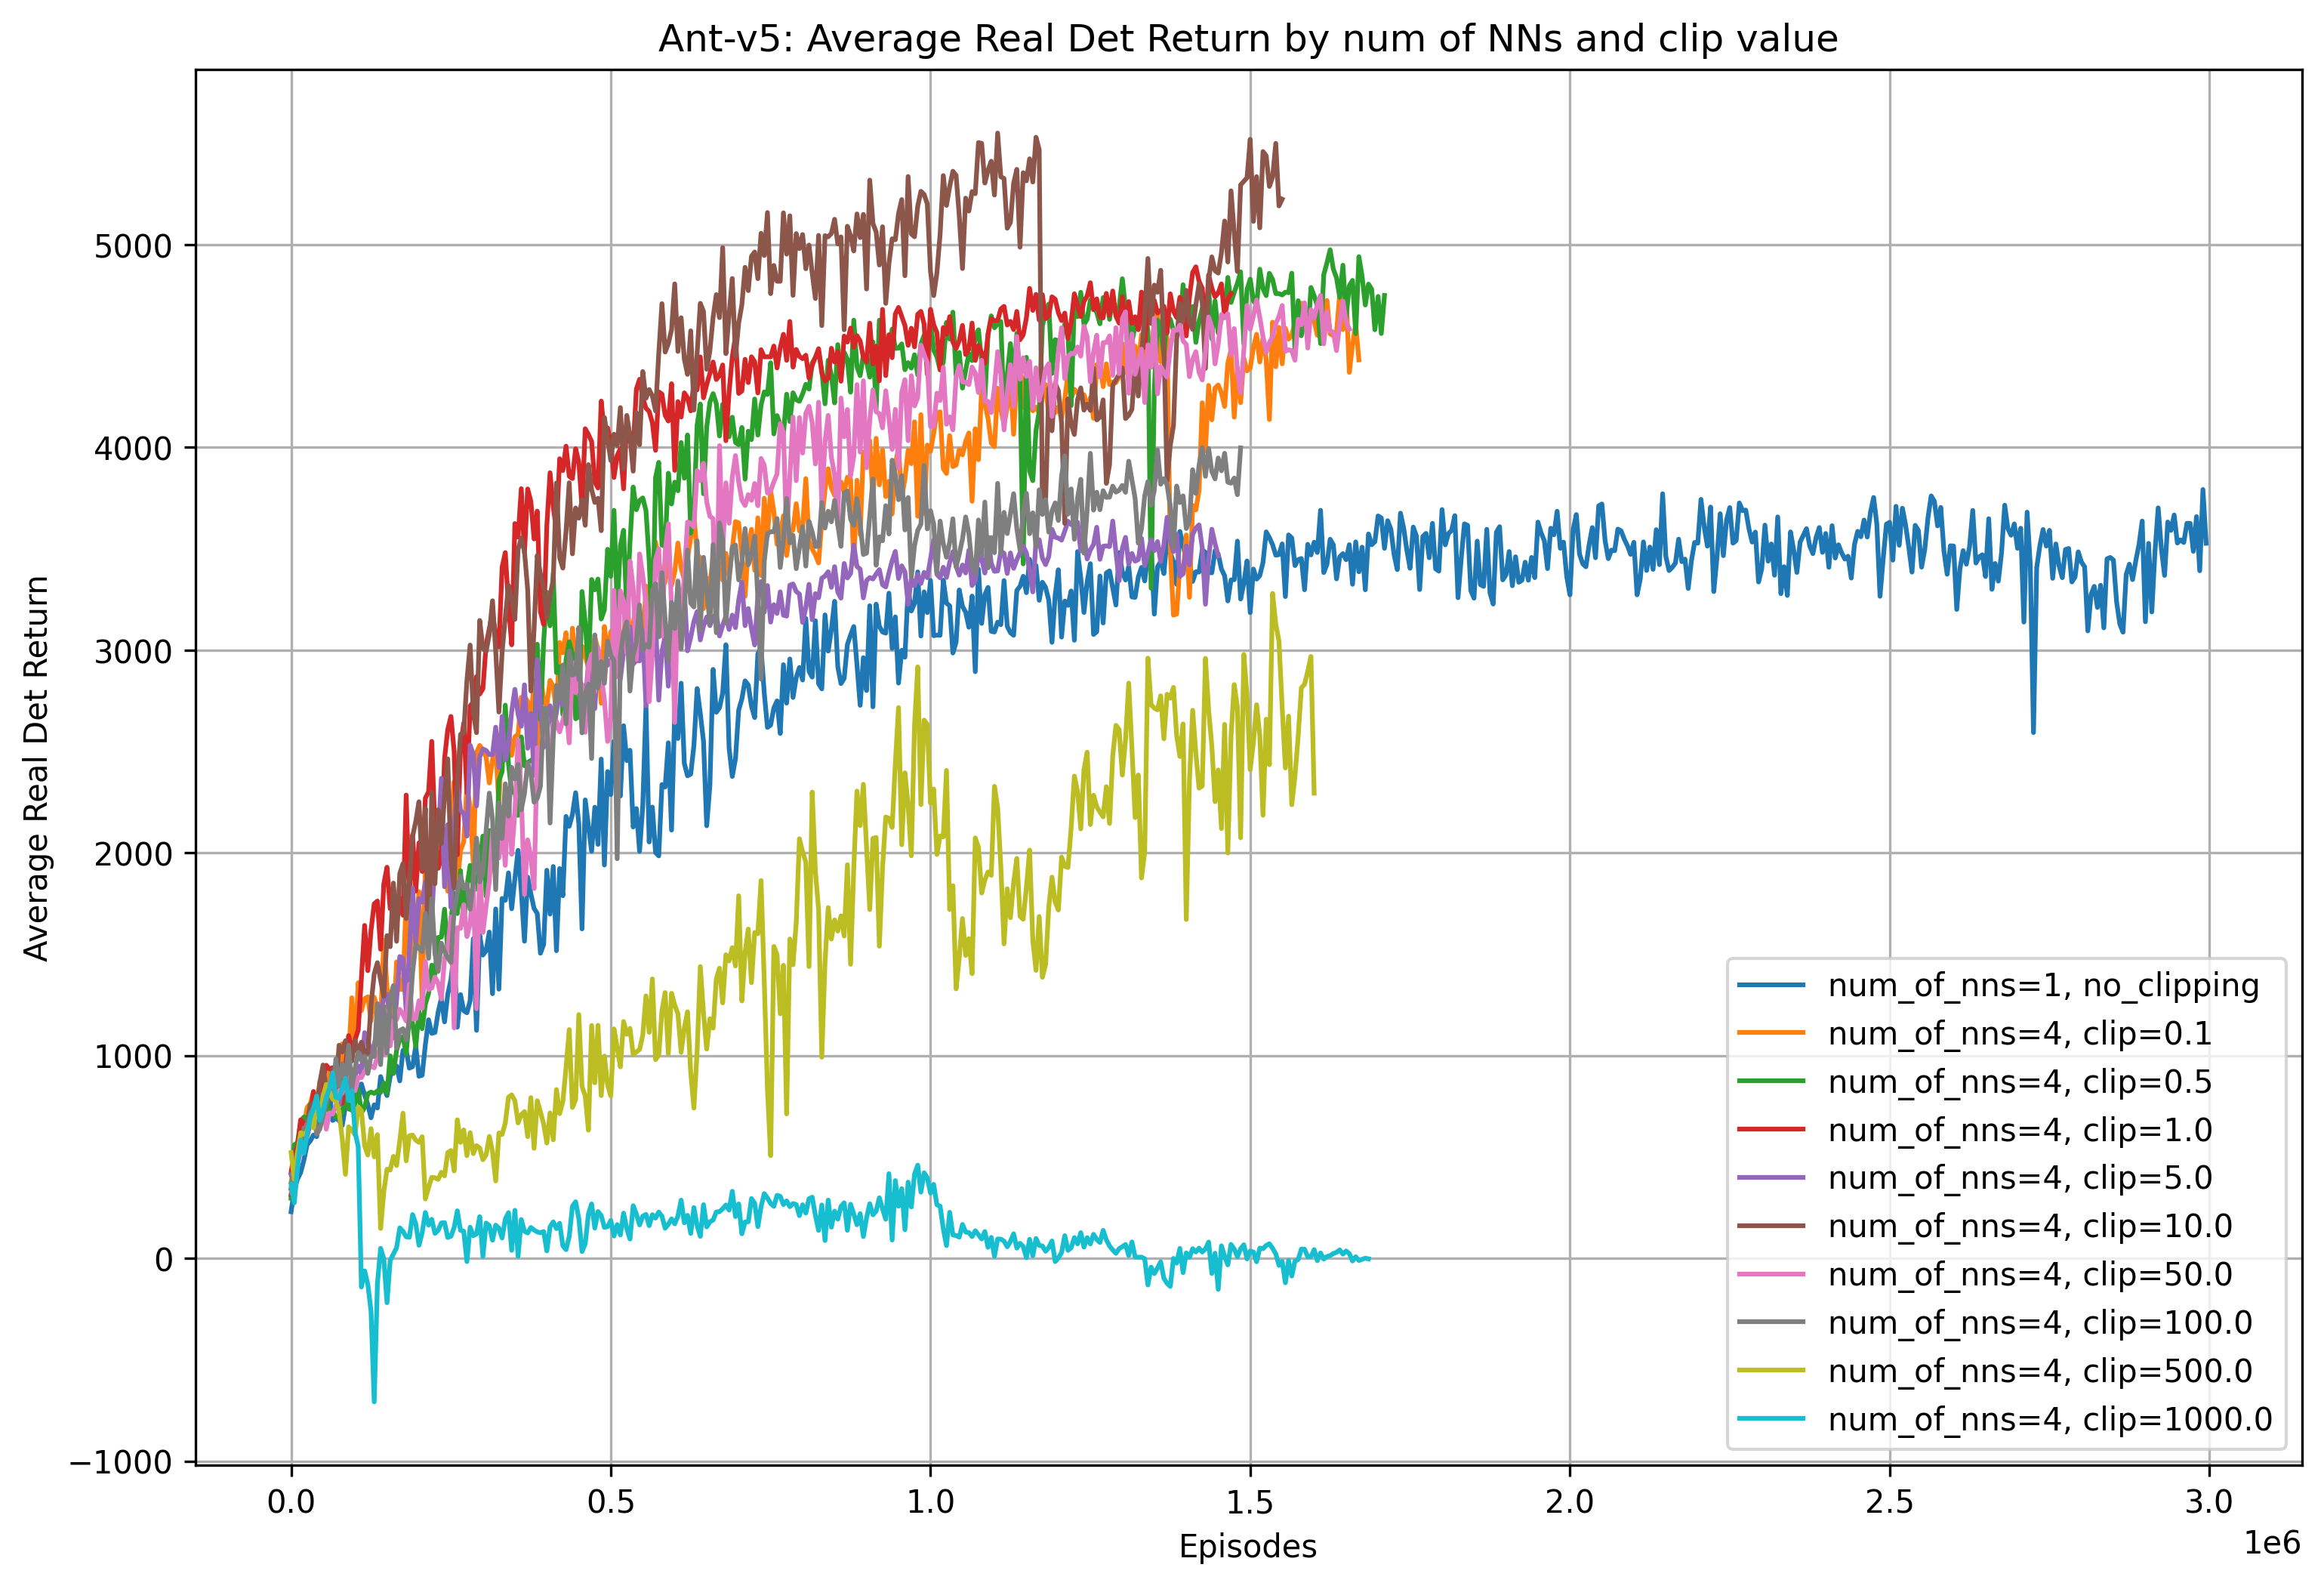 Ant-v5: Average Real Det Return by num of NNs and clip value
Average Real Det Return
5000
4000
3000
2000
1000
0
−1000
num_of_nns=1, no_clipping
num_of_nns=4, clip=0.1
num_of_nns=4, clip=0.5
num_of_nns=4, clip=1.0
num_of_nns=4, clip=5.0
num_of_nns=4, clip=10.0
num_of_nns=4, clip=50.0
num_of_nns=4, clip=100.0
num_of_nns=4, clip=500.0
num_of_nns=4, clip=1000.0
0.0 0.5 1.0 1.5 2.0 2.5 3.0
1e6
Episodes